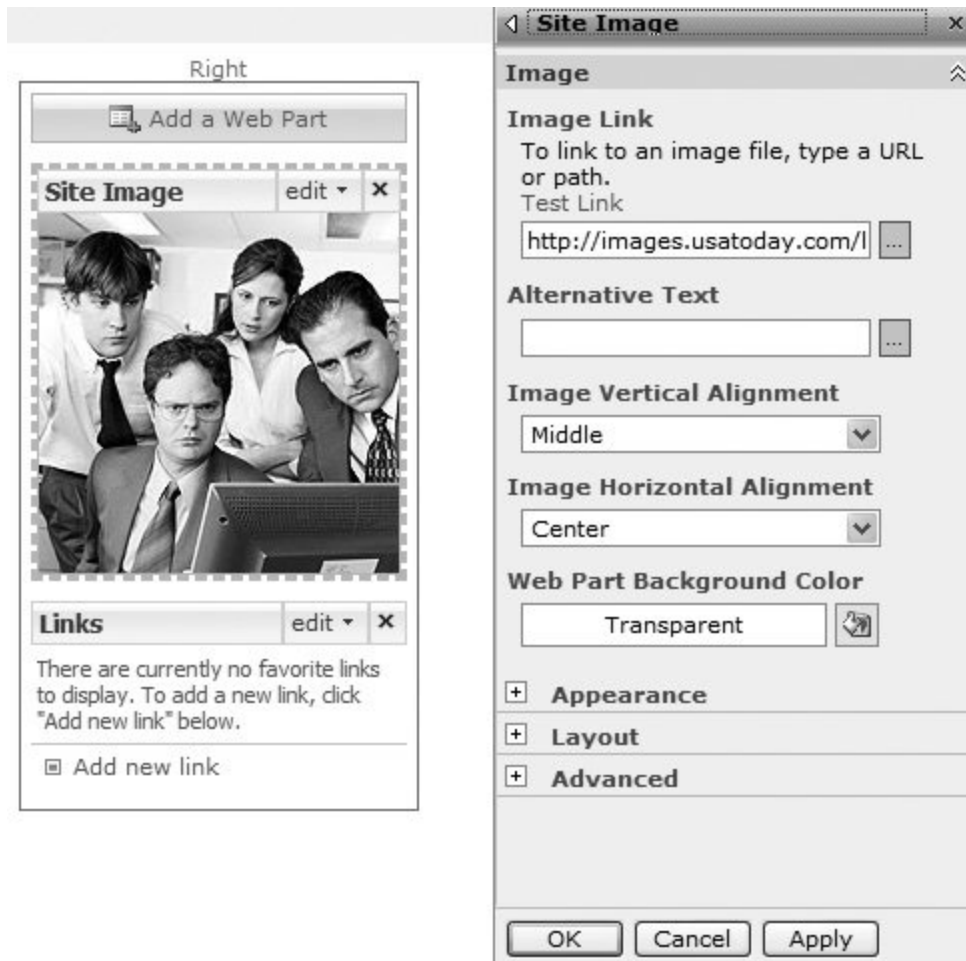 Right
Add a Web Part
Site Image
edit
Links
edit
There are currently no favorite links
to display. To add a new link, click
"Add new link" below.
Add new link
Site Image
Image
Image Link
To link to an image file, type a URL
or path.
Test Link
http://images.usatoday.com/l
...
Alternative Text
...
Image Vertical Alignment
Middle
Image Horizontal Alignment
Center
Web Part Background Color
Transparent
Appearance
Layout
Advanced
OK Cancel Apply